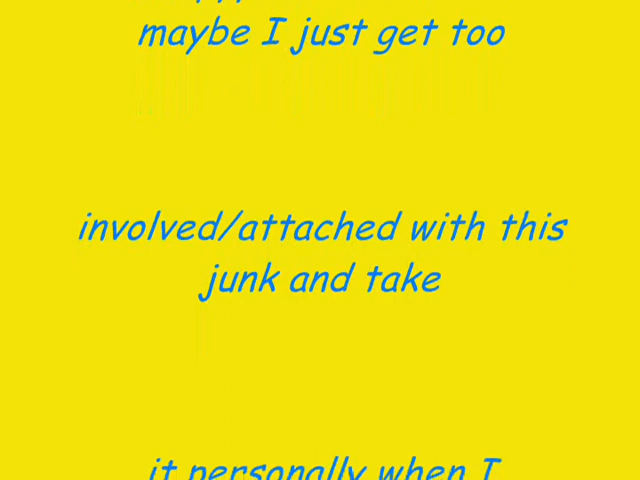 maybe I just get too
involved/attached with this
junk and take
it personally when I